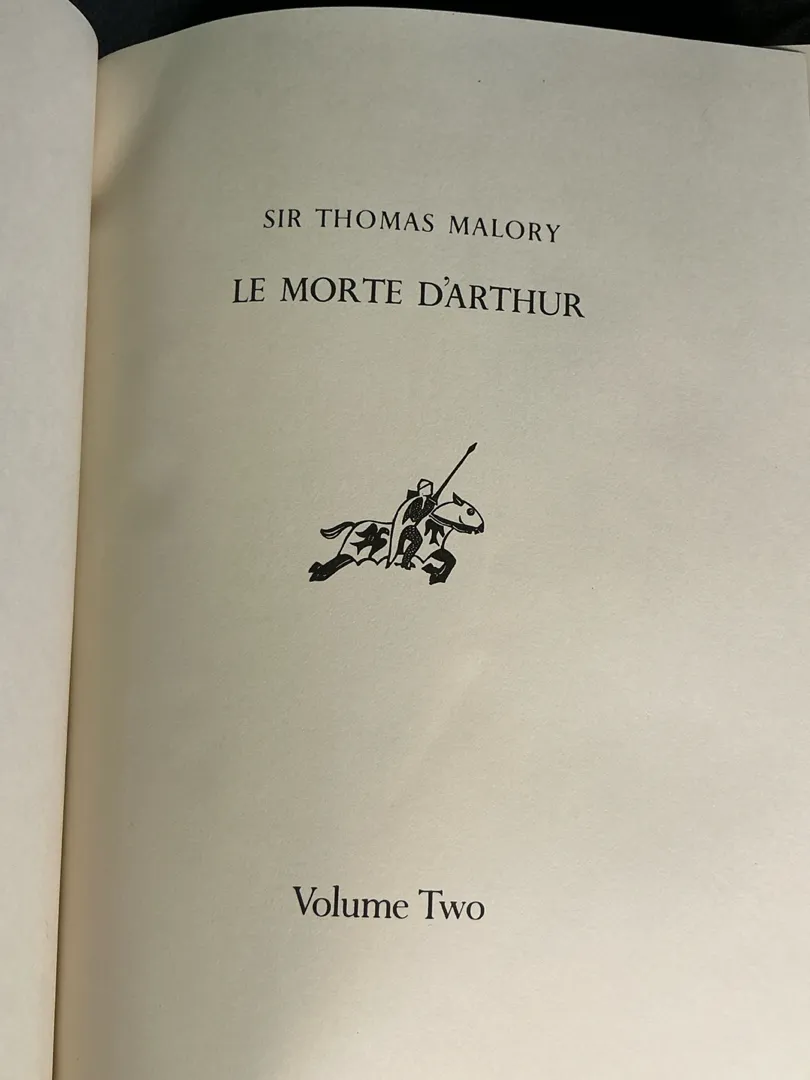 SIR THOMAS MALORY
LE MORTE D'ARTHUR
Volume Two